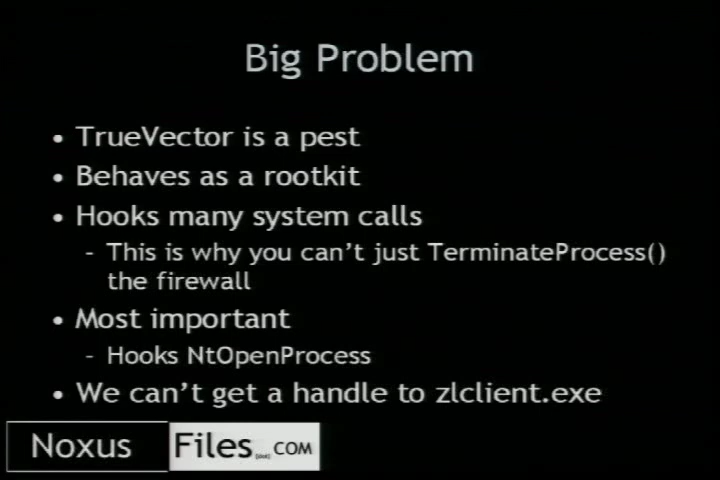 Big Problem
• TrueVector is a pest
• Behaves as a rootkit
• Hooks many system calls
- This is why you can't just TerminateProcess()
the firewall
• Most important
- Hooks NtOpenProcess
• We can't get a handle to zlclient.exe
Noxus Files [dot] COM